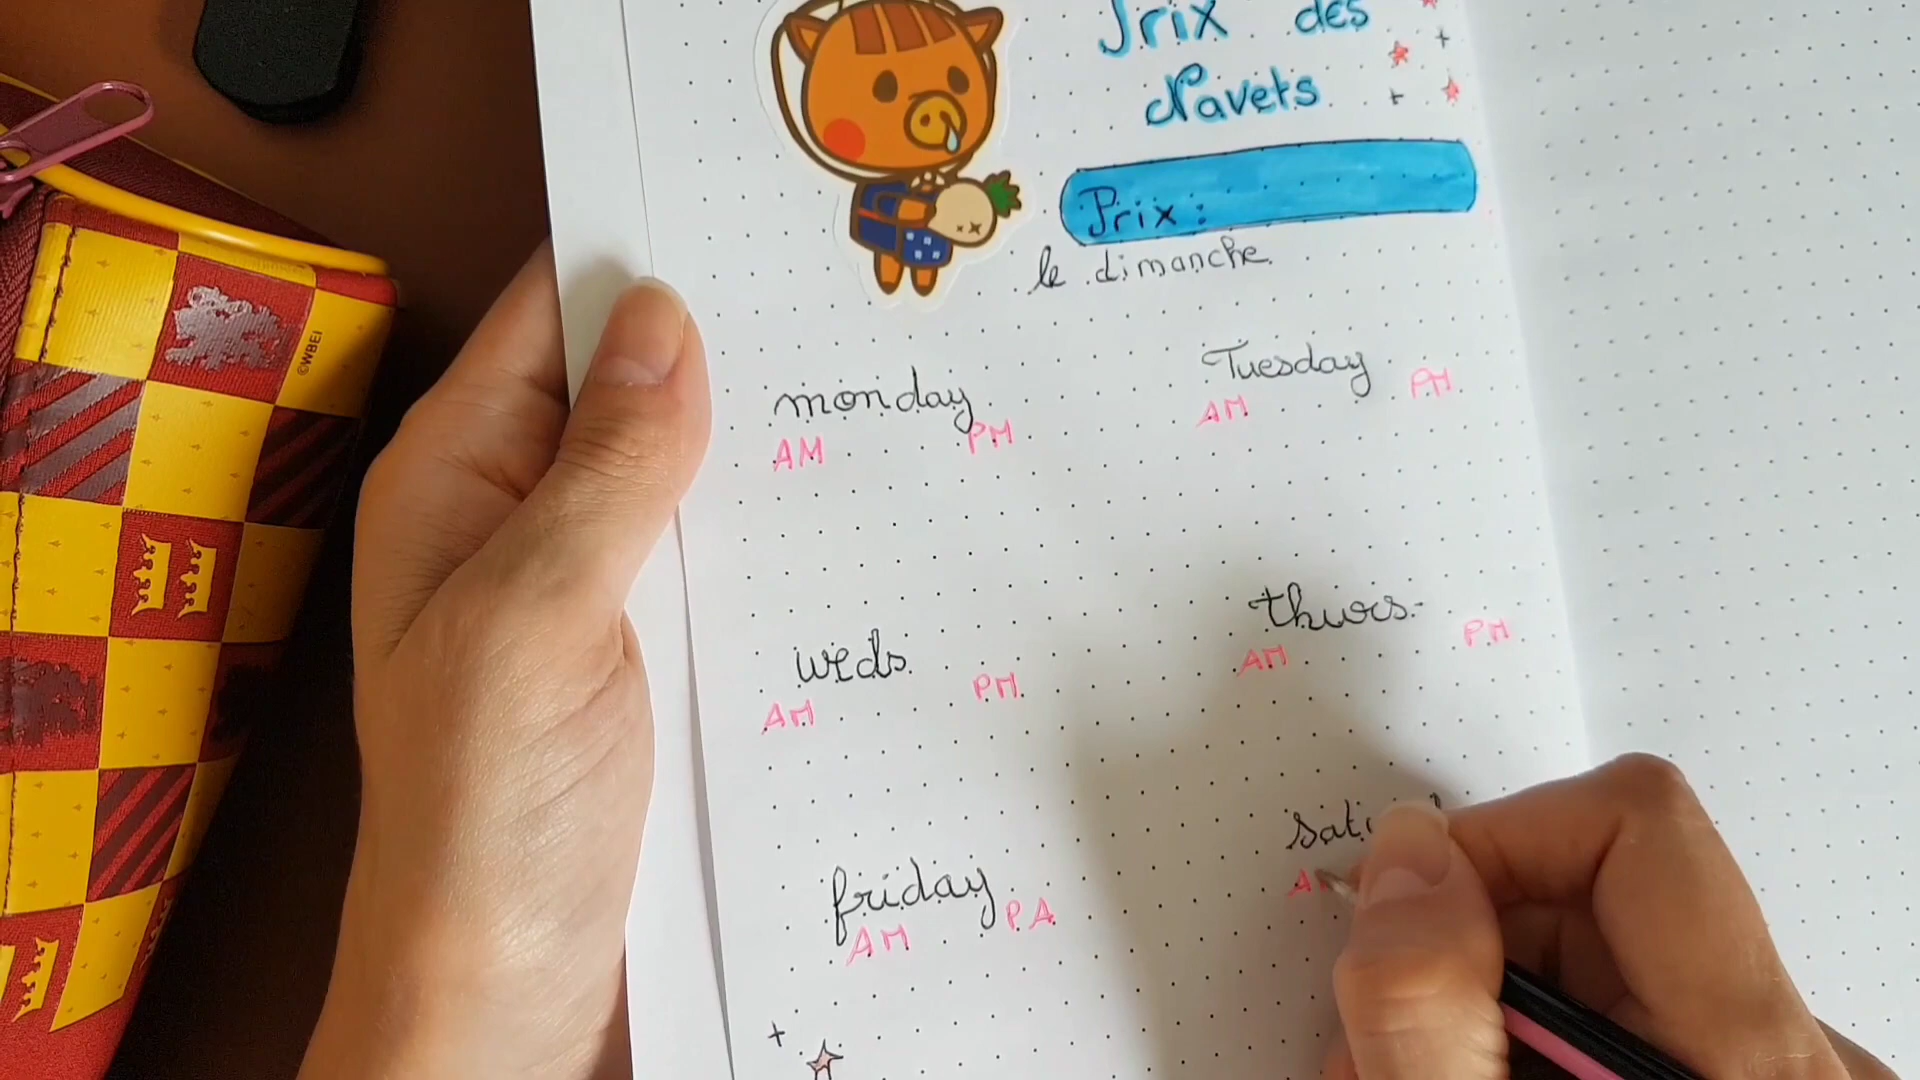 Prix des
Navets
Prix :
le dimanche
monday
AM PM
Tuesday
AM PM
weds
AM PM
thurs.
AM PM
friday
AM PA
©WBEI